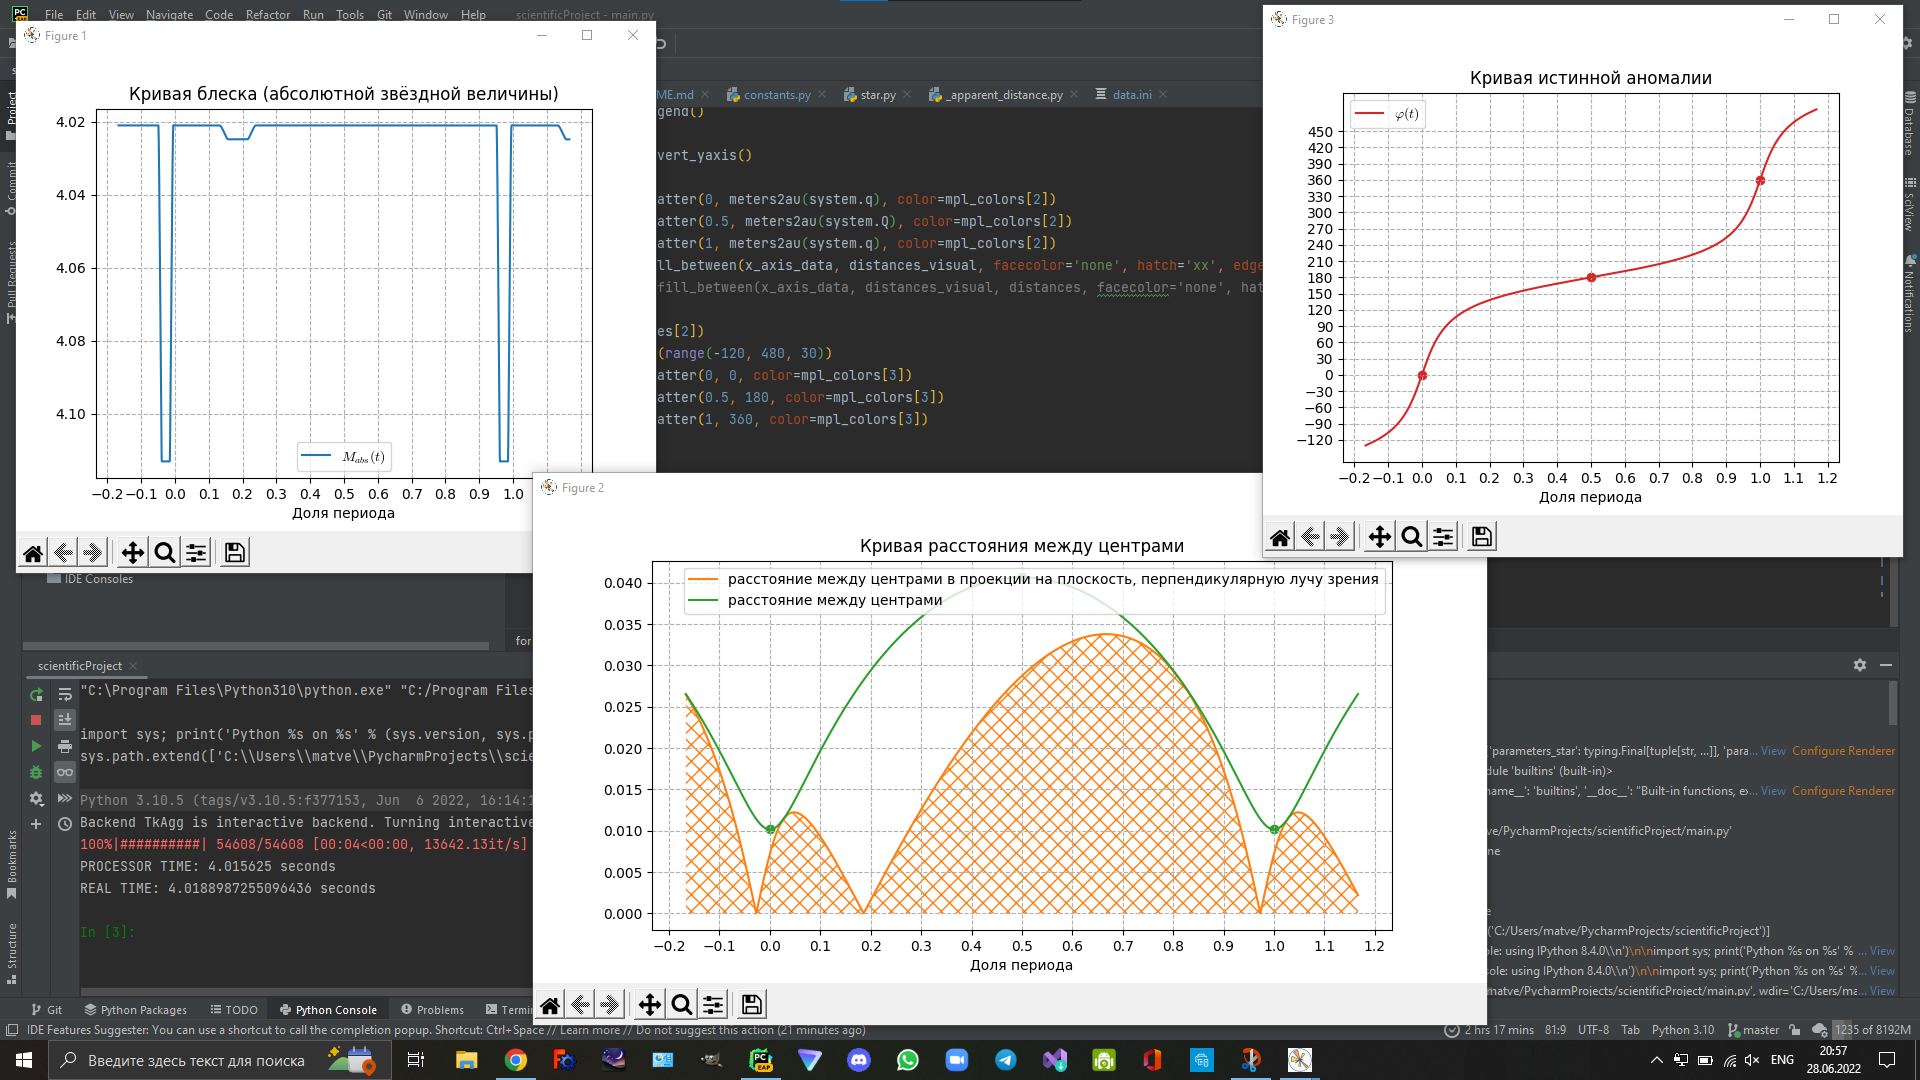 File Edit View Navigate Code Refactor Run Tools Git Window Help scientificProject - main.py
Figure 1
Кривая блеска (абсолютной звёздной величины)
4.02
4.04
4.06
4.08
4.10
M_abs(t)
−0.2 −0.1 0.0 0.1 0.2 0.3 0.4 0.5 0.6 0.7 0.8 0.9 1.0
Доля периода
ME.md constants.py star.py _apparent_distance.py data.ini
gend()
vert_yaxis()
atter(0, meters2au(system.q), color=mpl_colors[2])
atter(0.5, meters2au(system.Q), color=mpl_colors[2])
atter(1, meters2au(system.q), color=mpl_colors[2])
ll_between(x_axis_data, distances_visual, facecolor='none', hatch='xx', edge
fill_between(x_axis_data, distances_visual, distances, facecolor='none', hat
es[2])
(range(-120, 480, 30))
atter(0, 0, color=mpl_colors[3])
atter(0.5, 180, color=mpl_colors[3])
atter(1, 360, color=mpl_colors[3])
Figure 3
Кривая истинной аномалии
φ(t)
450
420
390
360
330
300
270
240
210
180
150
120
90
60
30
0
−30
−60
−90
−120
−0.2 −0.1 0.0 0.1 0.2 0.3 0.4 0.5 0.6 0.7 0.8 0.9 1.0 1.1 1.2
Доля периода
Figure 2
Кривая расстояния между центрами
расстояние между центрами в проекции на плоскость, перпендикулярную лучу зрения
расстояние между центрами
0.040
0.035
0.030
0.025
0.020
0.015
0.010
0.005
0.000
−0.2 −0.1 0.0 0.1 0.2 0.3 0.4 0.5 0.6 0.7 0.8 0.9 1.0 1.1 1.2
Доля периода
Project
Commit
Pull Requests
Bookmarks
Structure
Database
SciView
Notifications
IDE Consoles
for
scientificProject
"C:\Program Files\Python310\python.exe" "C:/Program Files
import sys; print('Python %s on %s' % (sys.version, sys.p
sys.path.extend(['C:\\Users\\matve\\PycharmProjects\\scie
Python 3.10.5 (tags/v3.10.5:f377153, Jun  6 2022, 16:14:1
Backend TkAgg is interactive backend. Turning interactive
100%|##########| 54608/54608 [00:04<00:00, 13642.13it/s]
PROCESSOR TIME: 4.015625 seconds
REAL TIME: 4.0188987255096436 seconds
In [3]:
{'parameters_star': typing.Final[tuple[str, ...]], 'para... View Configure Renderer
dule 'builtins' (built-in)>
name__': 'builtins', '__doc__': "Built-in functions, ex... View Configure Renderer
tve/PycharmProjects/scientificProject/main.py'
ne
e
('C:/Users/matve/PycharmProjects/scientificProject')]
ole: using IPython 8.4.0\\n')\n\nimport sys; print('Python %s on %s' % ... View
sole: using IPython 8.4.0\\n')\n\nimport sys; print('Python %s on %s' %... View
matve/PycharmProjects/scientificProject/main.py', wdir='C:/Users/ma... View
Git Python Packages TODO Python Console Problems Termi
IDE Features Suggester: You can use a shortcut to call the completion popup. Shortcut: Ctrl+Space // Learn more // Do not suggest this action (21 minutes ago)
2 hrs 17 mins 81:9 UTF-8 Tab Python 3.10 master 1235 of 8192M
Введите здесь текст для поиска
ENG
20:57
28.06.2022